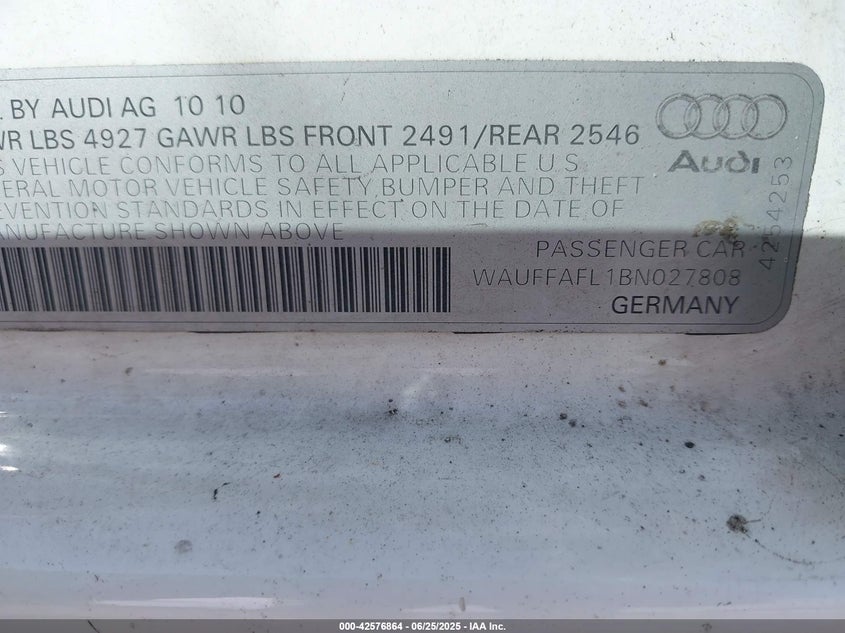 L BY AUDI AG 10 10
WR LBS 4927 GAWR LBS FRONT 2491/REAR 2546
S VEHICLE CONFORMS TO ALL APPLICABLE U S
ERAL MOTOR VEHICLE SAFETY BUMPER AND THEFT
EVENTION STANDARDS IN EFFECT ON THE DATE OF
ANUFACTURE SHOWN ABOVE
PASSENGER CAR
WAUFFAFL1BN027808
GERMANY
Audi
4254253
000-42576864 / 06/25/2025 - IAA Inc.